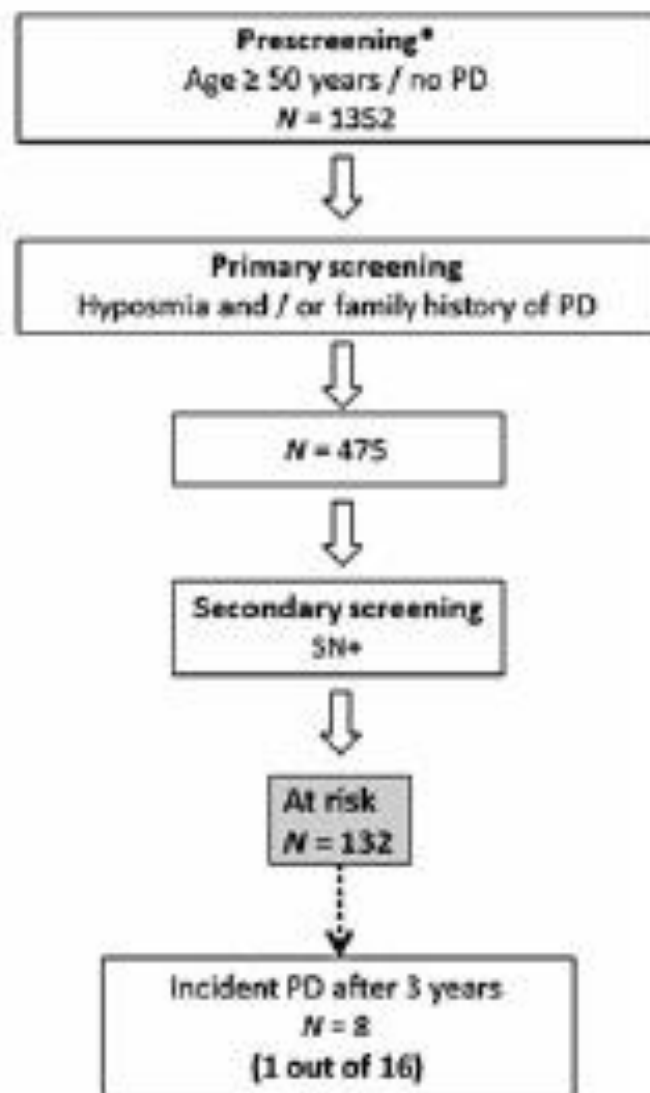 Prescreening*
Age ≥ 50 years / no PD
N = 1352
Primary screening
Hyposmia and / or family history of PD
N = 475
Secondary screening
SN+
At risk
N = 132
Incident PD after 3 years
N = 8
(1 out of 16)